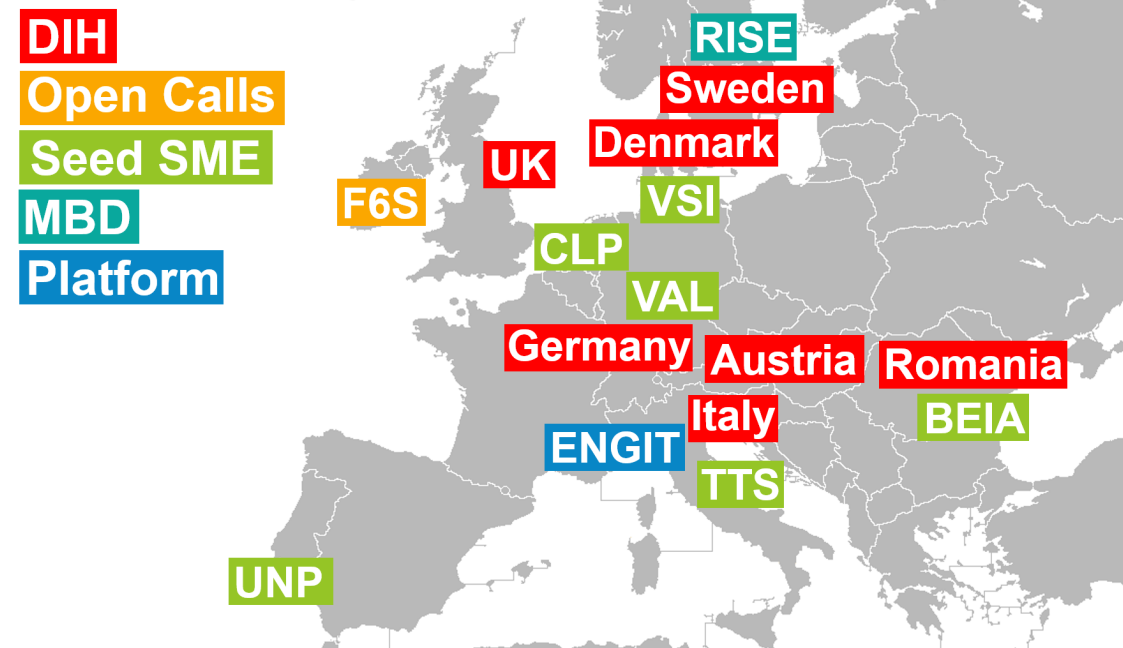 DIH
Open Calls
Seed SME
MBD
Platform
RISE
Sweden
Denmark
UK
VSI
F6S
CLP
VAL
Germany
Austria
Romania
Italy
BEIA
ENGIT
TTS
UNP